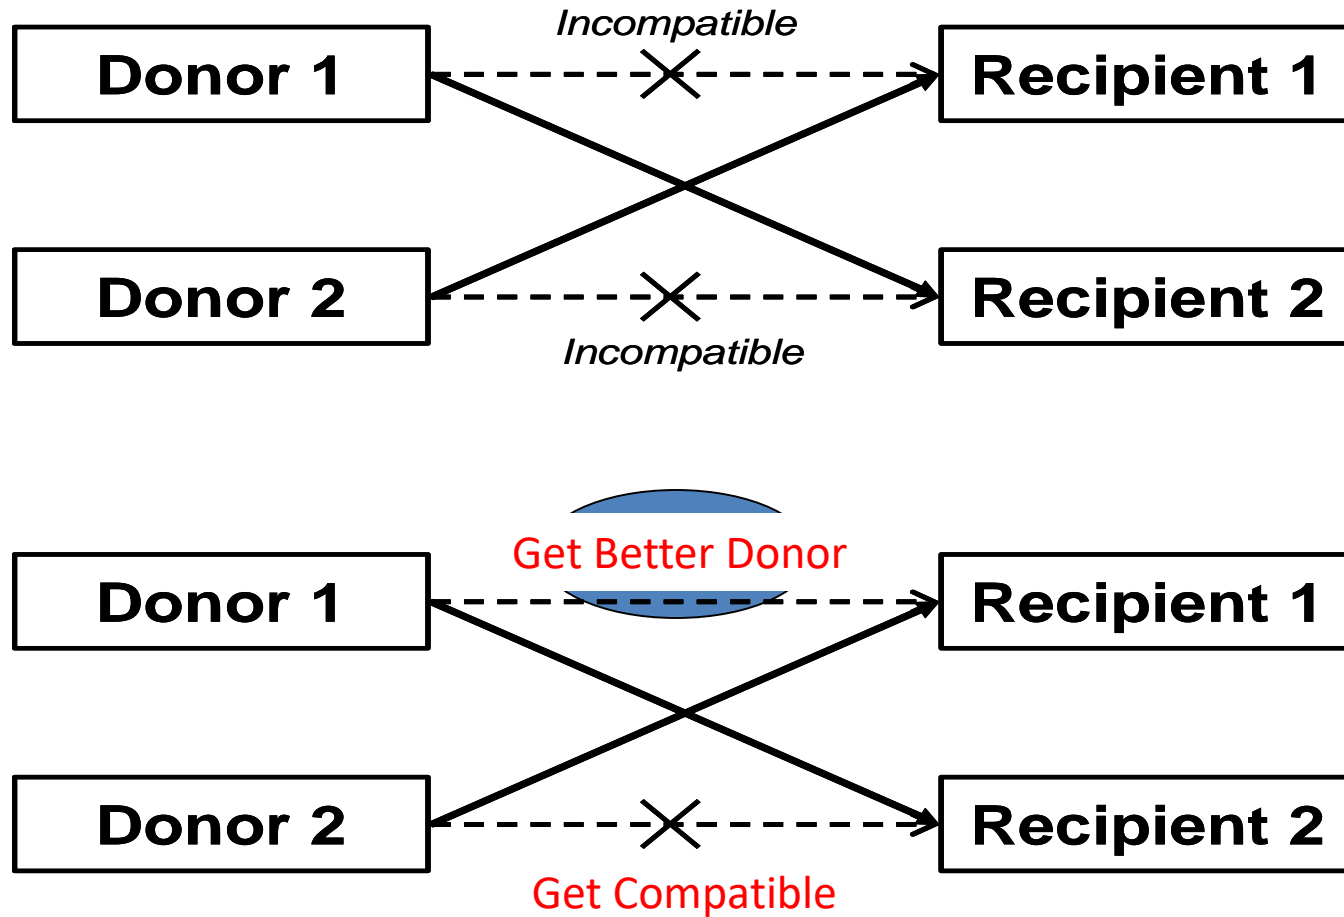 Incompatible
Donor 1
Recipient 1
Donor 2
Recipient 2
Incompatible
Get Better Donor
Donor 1
Recipient 1
Donor 2
Recipient 2
Get Compatible